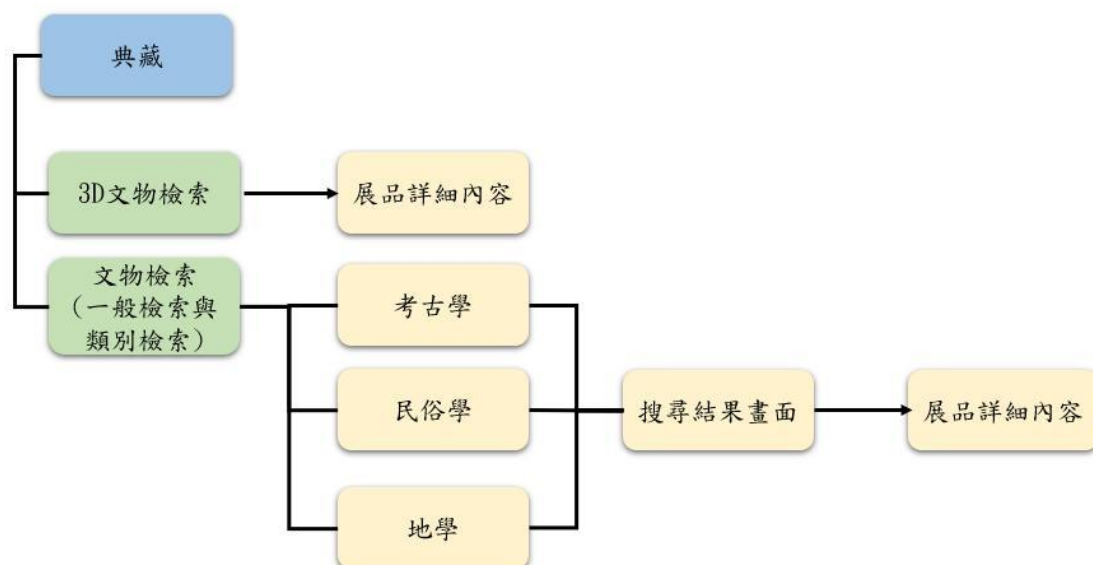 典藏
3D文物檢索
展品詳細內容
文物檢索
(一般檢索與
類別檢索)
考古學
民俗學
搜尋結果畫面
展品詳細內容
地學